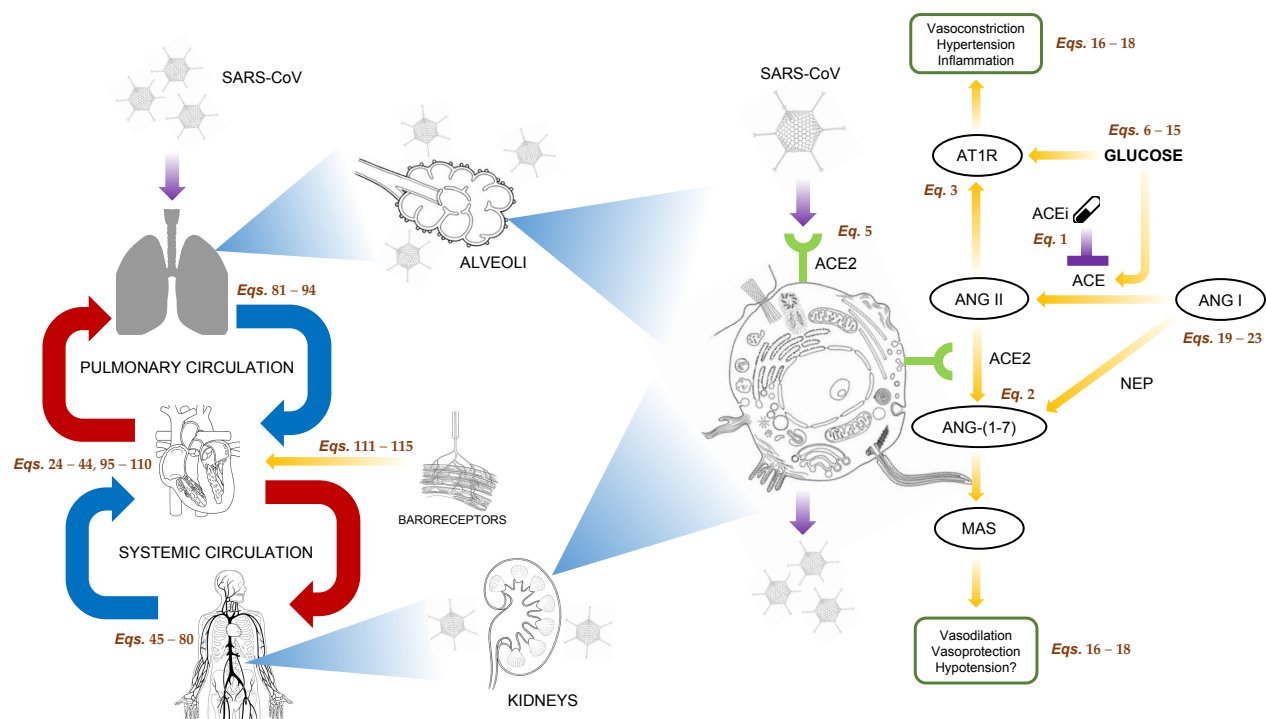 SARS-CoV
ALVEOLI
Eqs. 81 – 94
PULMONARY CIRCULATION
Eqs. 24 – 44, 95 – 110
Eqs. 111 – 115
BARORECEPTORS
SYSTEMIC CIRCULATION
Eqs. 45 – 80
KIDNEYS
SARS-CoV
Eq. 5
ACE2
Vasoconstriction
Hypertension
Inflammation
Eqs. 16 – 18
Eqs. 6 – 15
AT1R
GLUCOSE
Eq. 3
ACEi
Eq. 1
ACE
ANG II
ANG I
Eqs. 19 – 23
ACE2
NEP
Eq. 2
ANG-(1-7)
MAS
Vasodilation
Vasoprotection
Hypotension?
Eqs. 16 – 18